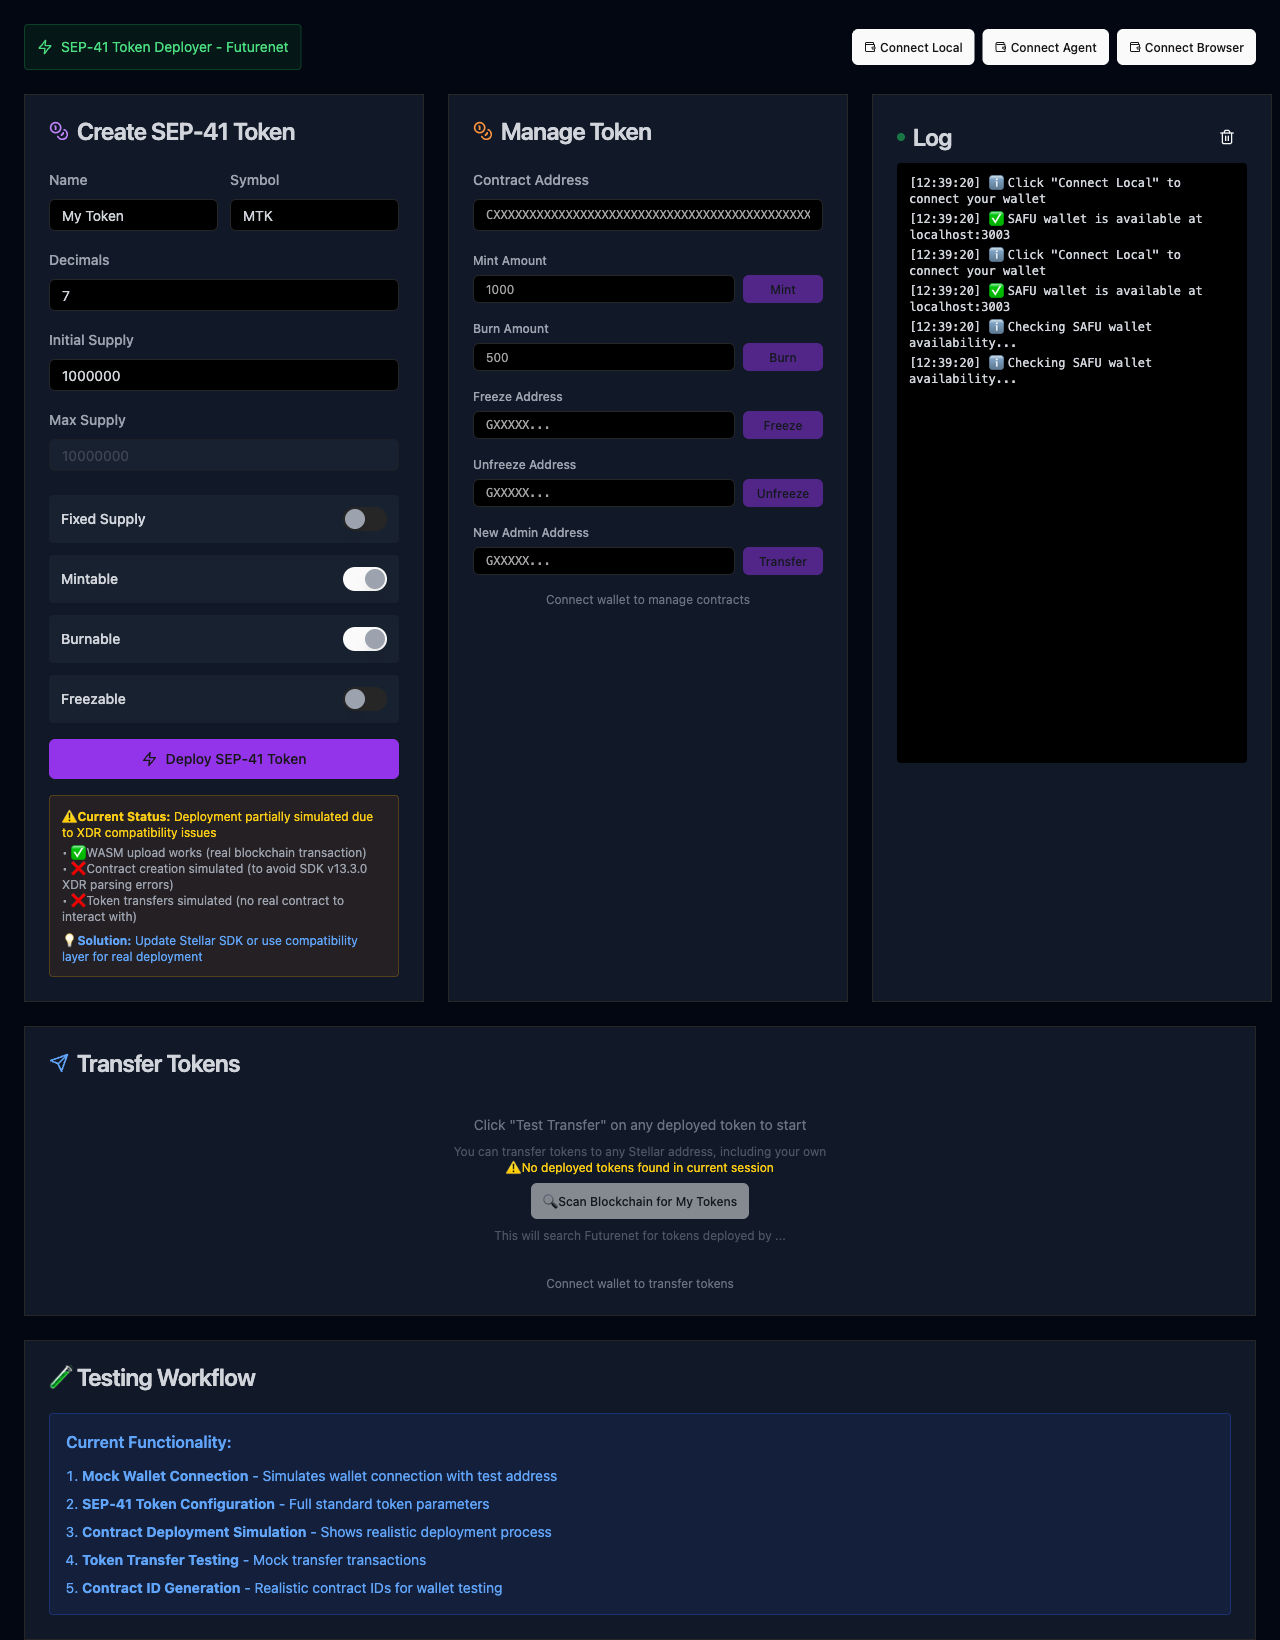 SEP-41 Token Deployer - Futurenet
Connect Local
Connect Agent
Connect Browser
Create SEP-41 Token
Name
Symbol
My Token
MTK
Decimals
7
Initial Supply
1000000
Max Supply
10000000
Fixed Supply
Mintable
Burnable
Freezable
Deploy SEP-41 Token
⚠️Current Status: Deployment partially simulated due
to XDR compatibility issues
• ✅WASM upload works (real blockchain transaction)
• ❌Contract creation simulated (to avoid SDK v13.3.0
XDR parsing errors)
• ❌Token transfers simulated (no real contract to
interact with)
💡Solution: Update Stellar SDK or use compatibility
layer for real deployment
Manage Token
Contract Address
CXXXXXXXXXXXXXXXXXXXXXXXXXXXXXXXXXXXXXXXXXXXX
Mint Amount
1000
Mint
Burn Amount
500
Burn
Freeze Address
GXXXXX...
Freeze
Unfreeze Address
GXXXXX...
Unfreeze
New Admin Address
GXXXXX...
Transfer
Connect wallet to manage contracts
Log
[12:39:20] ℹ️ Click "Connect Local" to
connect your wallet
[12:39:20] ✅ SAFU wallet is available at
localhost:3003
[12:39:20] ℹ️ Click "Connect Local" to
connect your wallet
[12:39:20] ✅ SAFU wallet is available at
localhost:3003
[12:39:20] ℹ️ Checking SAFU wallet
availability...
[12:39:20] ℹ️ Checking SAFU wallet
availability...
Transfer Tokens
Click "Test Transfer" on any deployed token to start
You can transfer tokens to any Stellar address, including your own
⚠️No deployed tokens found in current session
🔍Scan Blockchain for My Tokens
This will search Futurenet for tokens deployed by ...
Connect wallet to transfer tokens
Testing Workflow
Current Functionality:
1. Mock Wallet Connection - Simulates wallet connection with test address
2. SEP-41 Token Configuration - Full standard token parameters
3. Contract Deployment Simulation - Shows realistic deployment process
4. Token Transfer Testing - Mock transfer transactions
5. Contract ID Generation - Realistic contract IDs for wallet testing